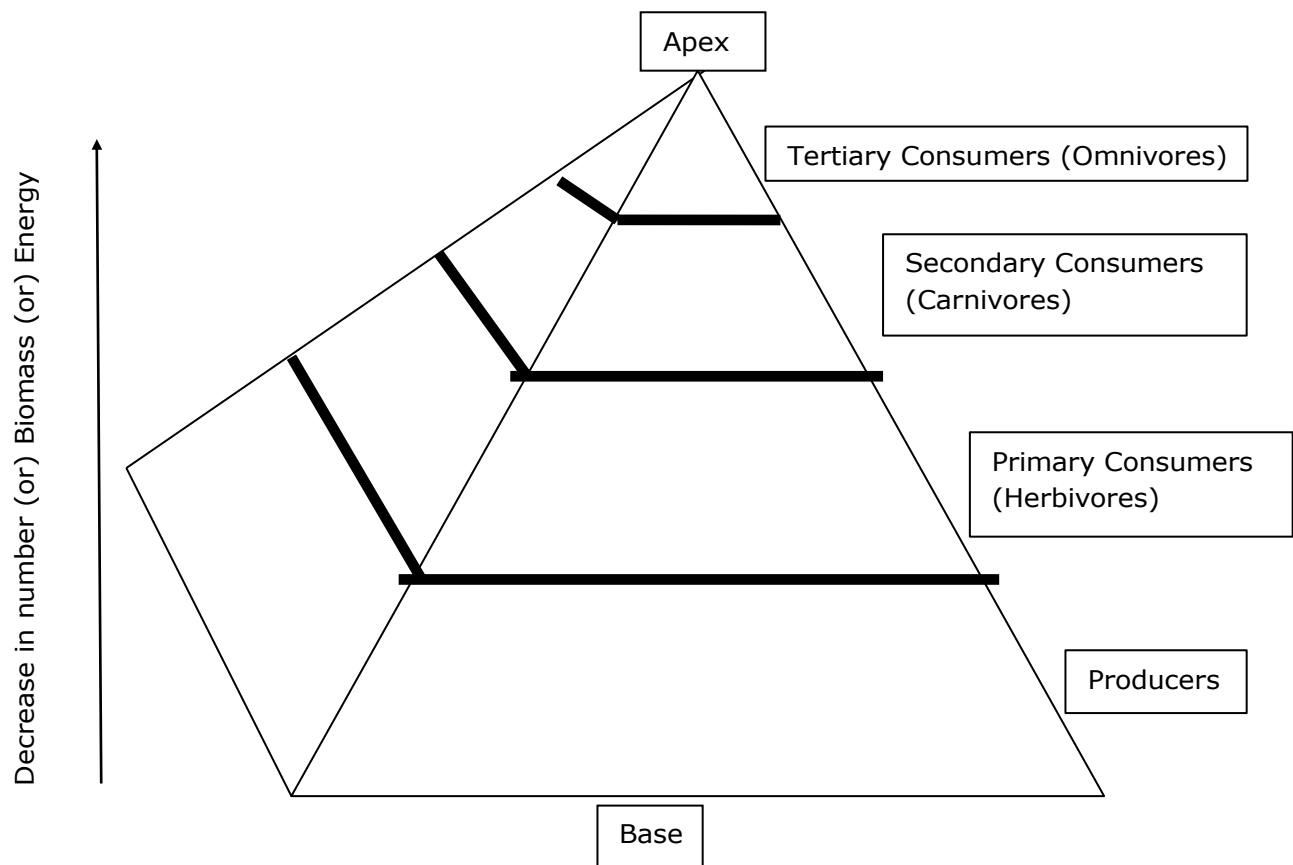 Apex
Tertiary Consumers (Omnivores)
Decrease in number (or) Biomass (or) Energy
Secondary Consumers
(Carnivores)
Primary Consumers
(Herbivores)
Producers
Base